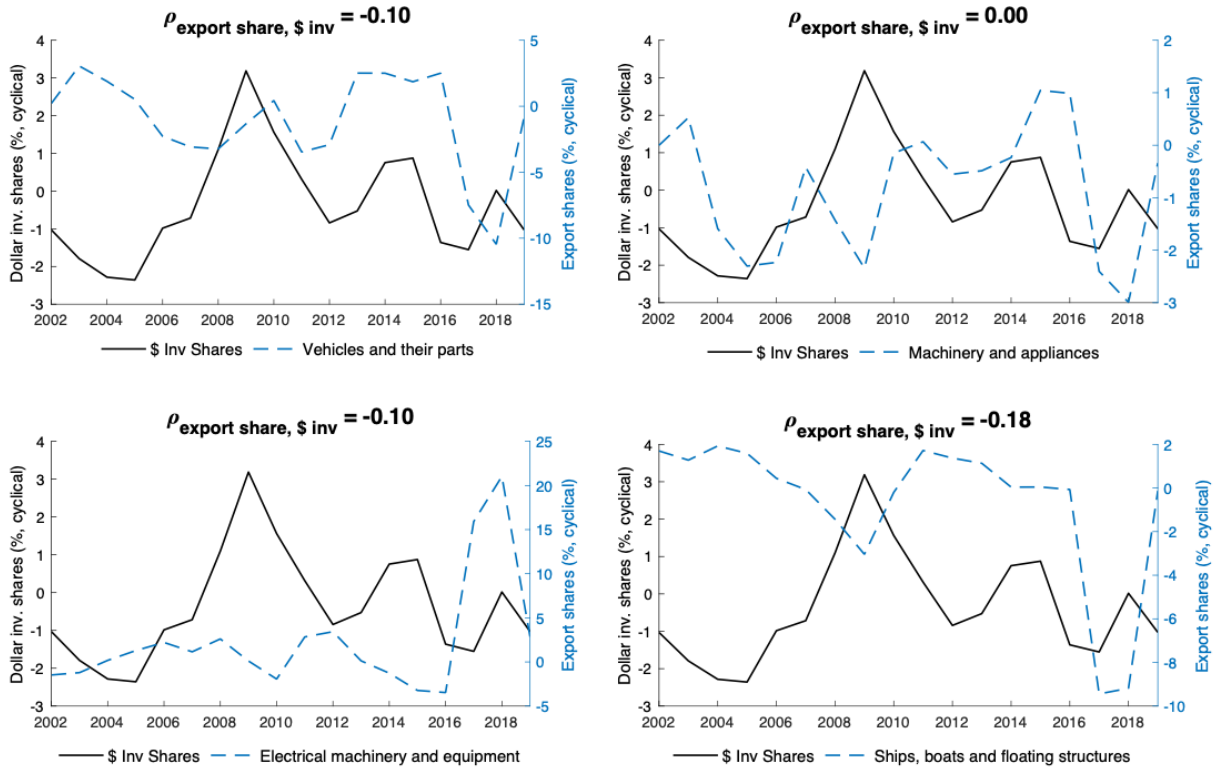 ρ export share, $ inv = -0.10
Dollar inv. shares (%, cyclical)
4
3
2
1
0
-1
-2
-3
5
0
-5
-10
-15
Export shares (%, cyclical)
2002 2004 2006 2008 2010 2012 2014 2016 2018
$ Inv Shares Vehicles and their parts
ρ export share, $ inv = 0.00
Dollar inv. shares (%, cyclical)
4
3
2
1
0
-1
-2
-3
2
1
0
-1
-2
-3
Export shares (%, cyclical)
2002 2004 2006 2008 2010 2012 2014 2016 2018
$ Inv Shares Machinery and appliances
ρ export share, $ inv = -0.10
Dollar inv. shares (%, cyclical)
4
3
2
1
0
-1
-2
-3
25
20
15
10
5
0
-5
Export shares (%, cyclical)
2002 2004 2006 2008 2010 2012 2014 2016 2018
$ Inv Shares Electrical machinery and equipment
ρ export share, $ inv = -0.18
Dollar inv. shares (%, cyclical)
4
3
2
1
0
-1
-2
-3
2
0
-2
-4
-6
-8
-10
Export shares (%, cyclical)
2002 2004 2006 2008 2010 2012 2014 2016 2018
$ Inv Shares Ships, boats and floating structures